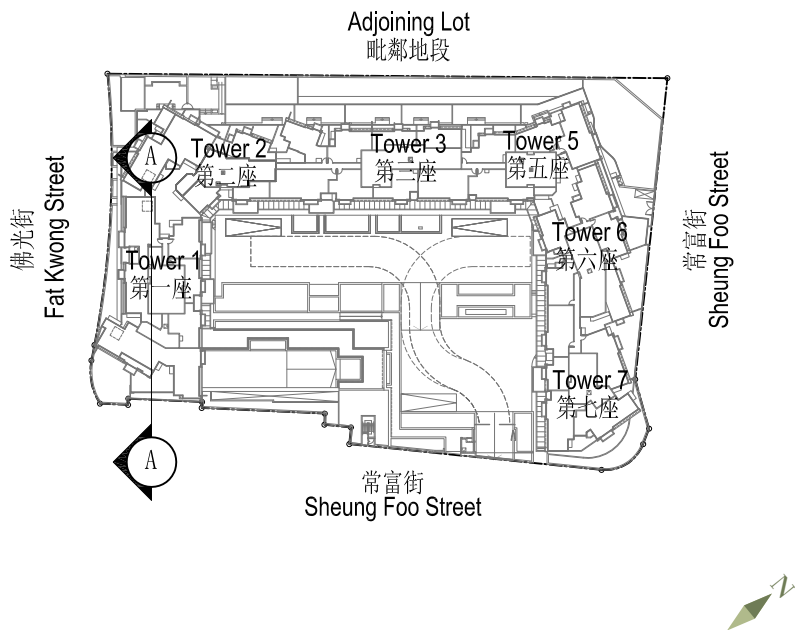 Adjoining Lot
毗鄰地段
A
Tower 2
第二座
Tower 3
第三座
Tower 5
第五座
佛光街
Fat Kwong Street
常富街
Sheung Foo Street
Tower 1
第一座
Tower 6
第六座
Tower 7
第七座
A
常富街
Sheung Foo Street
N